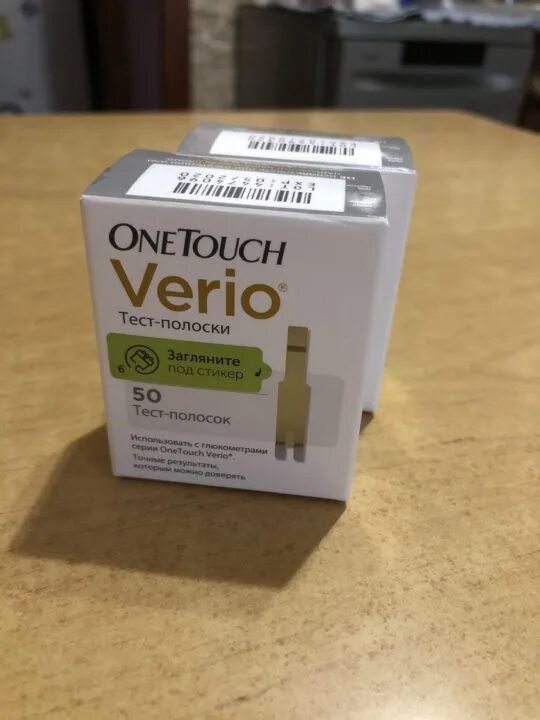 ONETOUCH
Verio®
Тест-полоски
6
Загляните
под стикер
50
Тест-полосок
Использовать с глюкометрами
серии OneTouch Verio®.
Точные результаты,
которым можно доверять